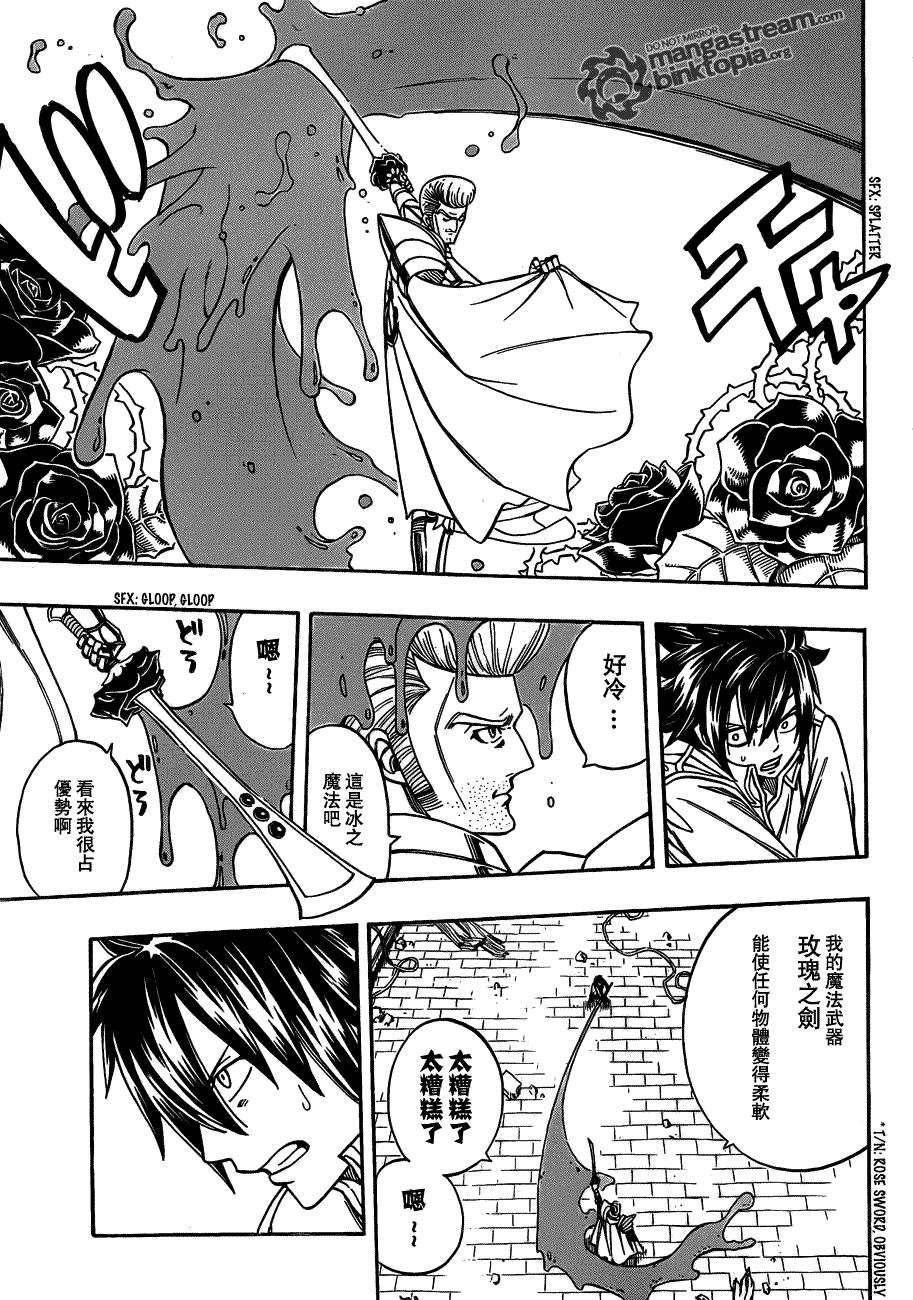 DO NOT MIRROR
mangastream.com
binktopia.org
SFX: SPLATTER
SFX: GLOOP, GLOOP
好冷…
這是冰之
魔法吧
嗯~~
どろ
どろ
看來我很占
優勢啊
我的魔法武器
玫瑰之劍
能使任何物體變得柔軟
太糟糕了
太糟糕了
嗯~~
*T/N: ROSE SWORD, OBVIOUSLY